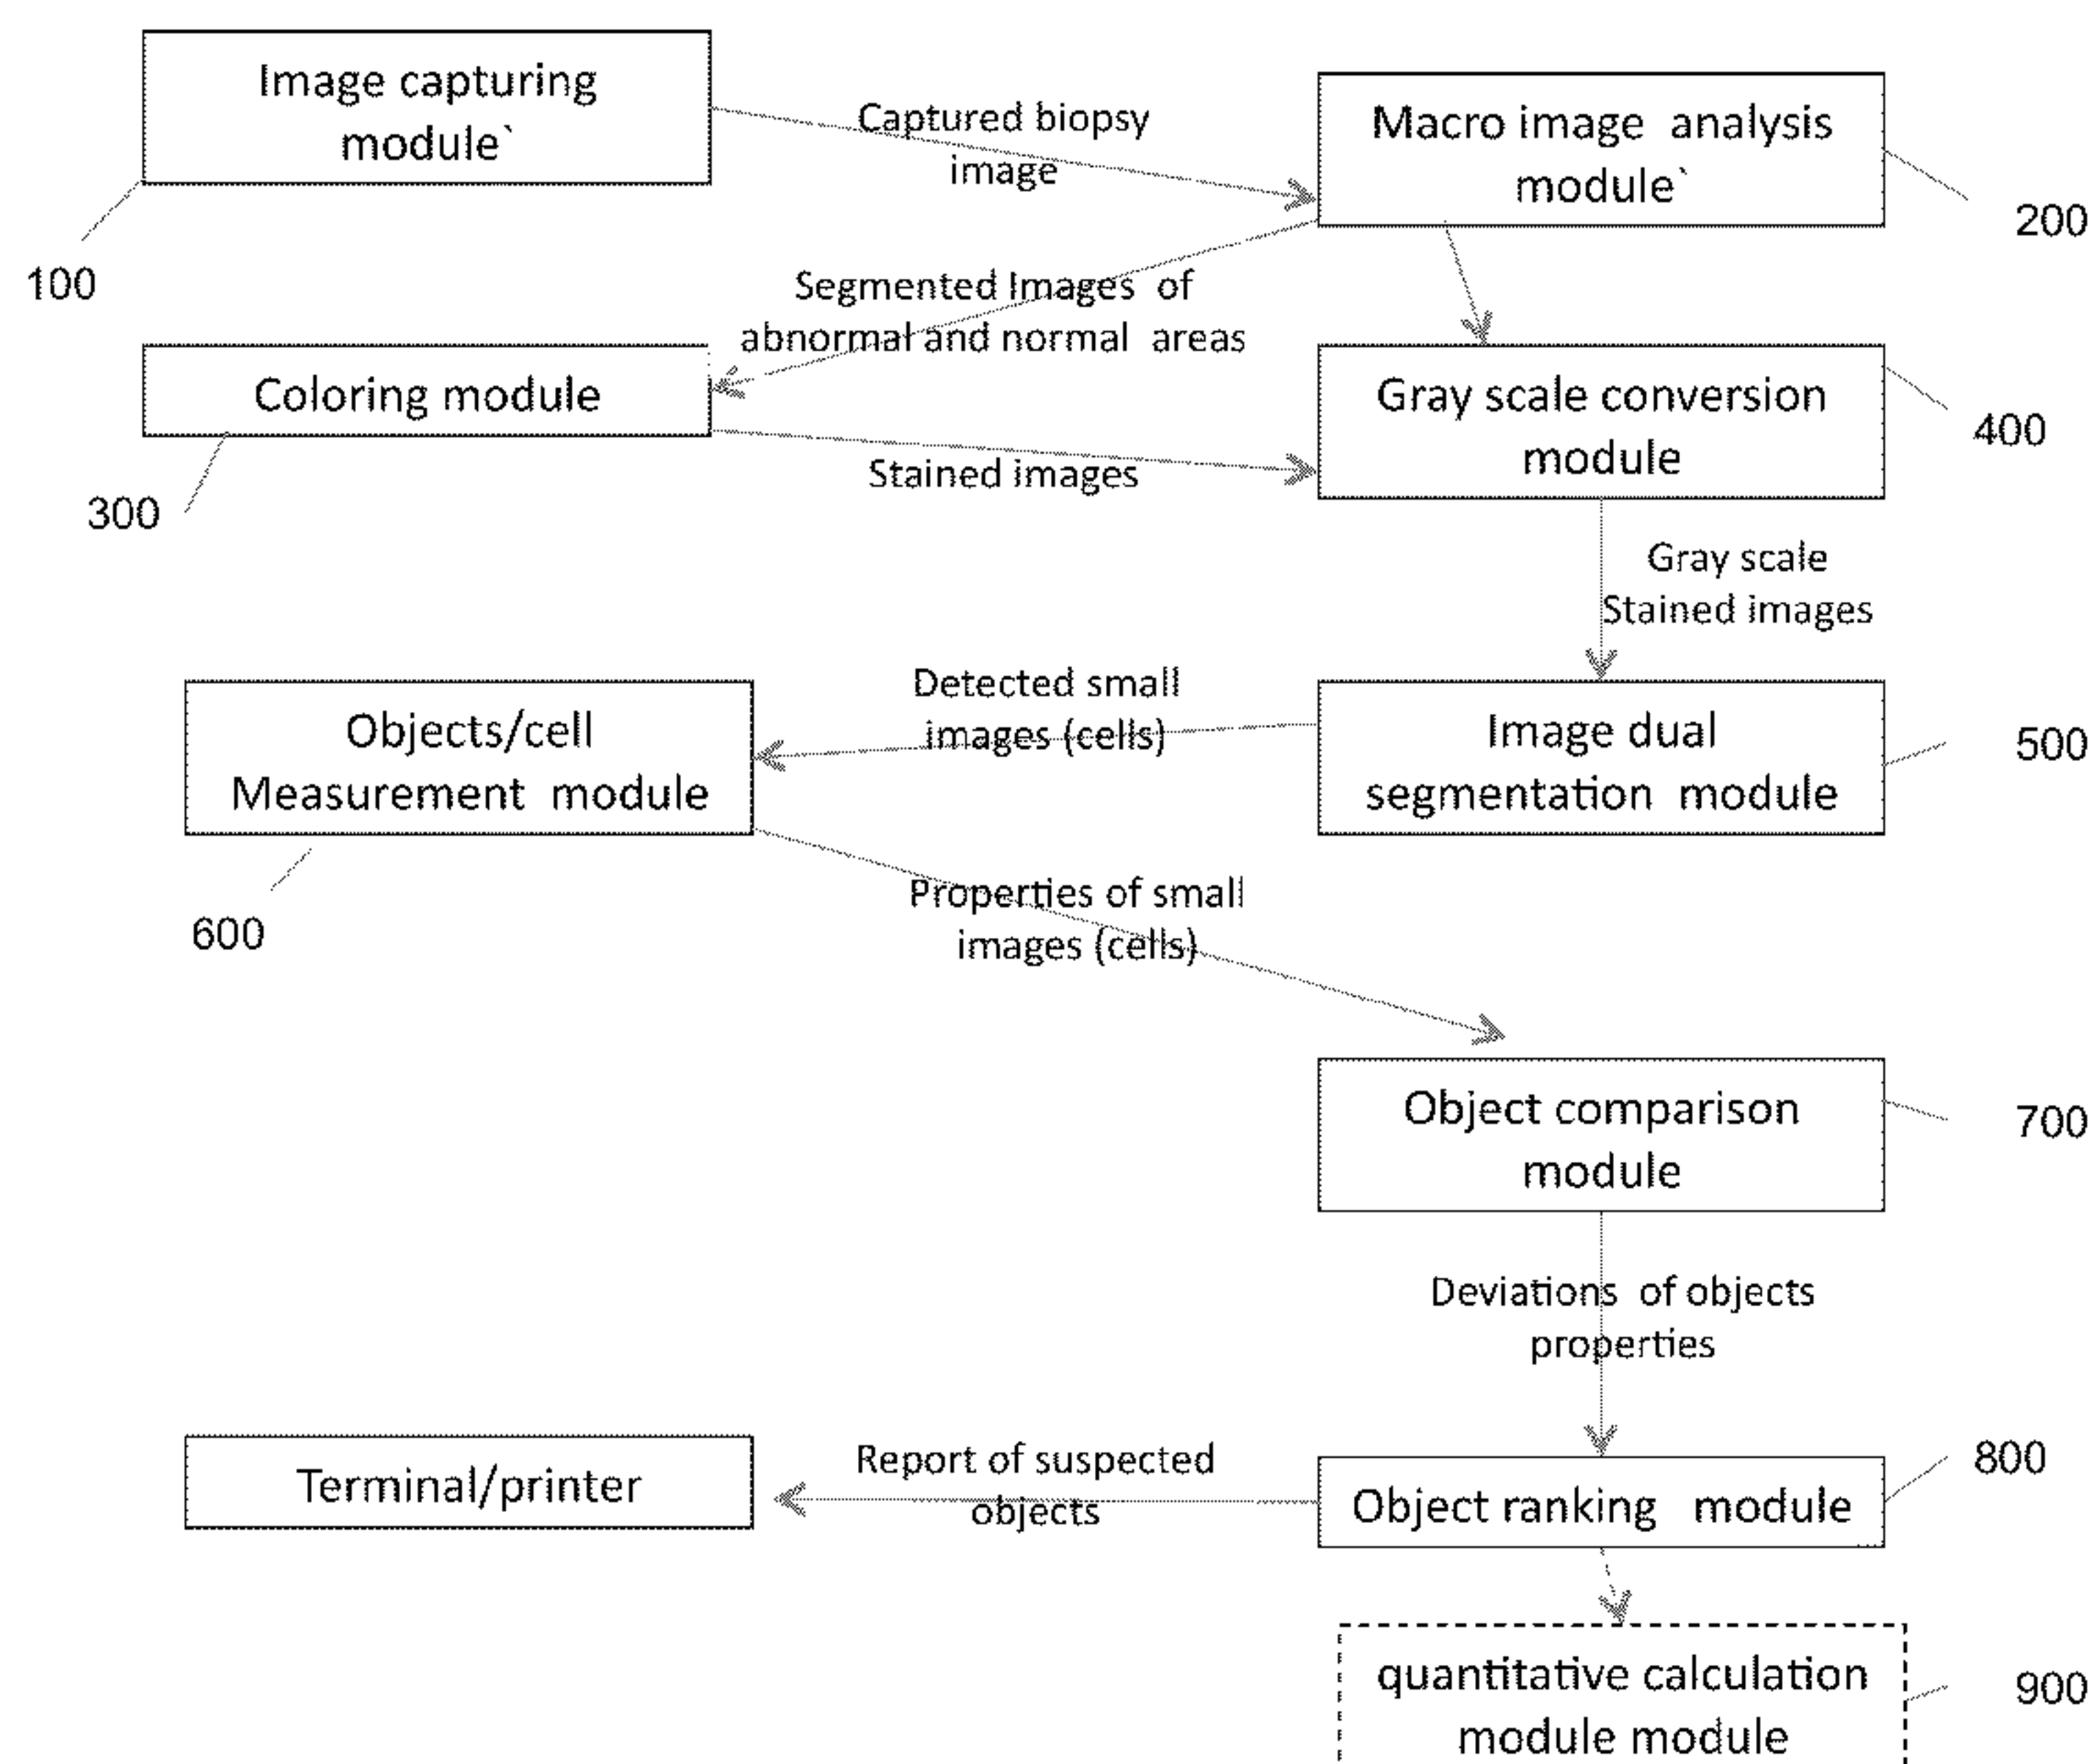 Image capturing
module`
100
Captured biopsy
image
Macro image analysis
module`
200
Segmented Images of
abnormal and normal areas
Coloring module
300
Stained images
Gray scale conversion
module
400
Gray scale
Stained images
Image dual
segmentation module
500
Detected small
images (cells)
Objects/cell
Measurement module
600
Properties of small
images (cells)
Object comparison
module
700
Deviations of objects
properties
Object ranking module
800
Report of suspected
objects
Terminal/printer
quantitative calculation
module module
900